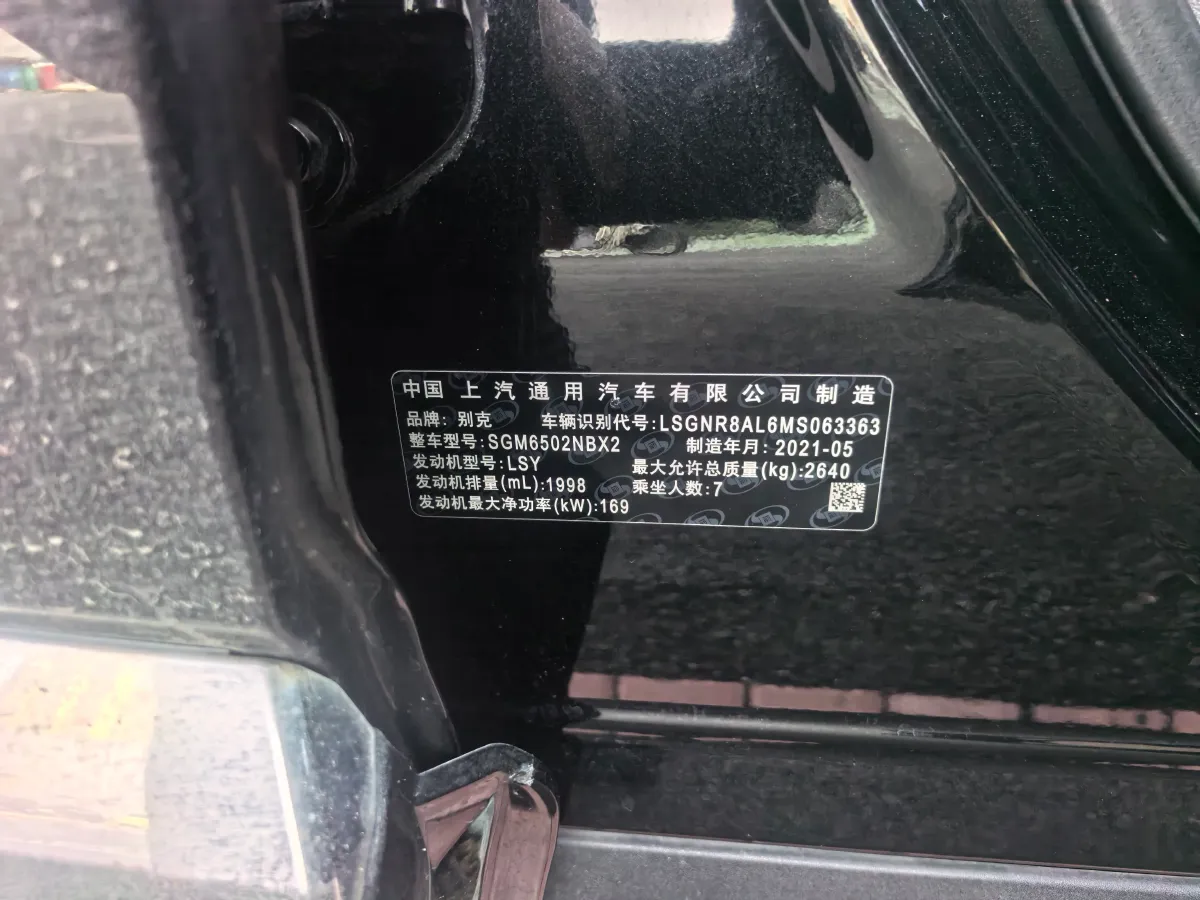 中国 上汽通用汽车有限公司制造
品牌: 别克 车辆识别代号:LSGNR8AL6MS063363
整车型号:SGM6502NBX2 制造年月: 2021-05
发动机型号:LSY 最大允许总质量(kg):2640
发动机排量(mL):1998 乘坐人数:7
发动机最大净功率(kW):169